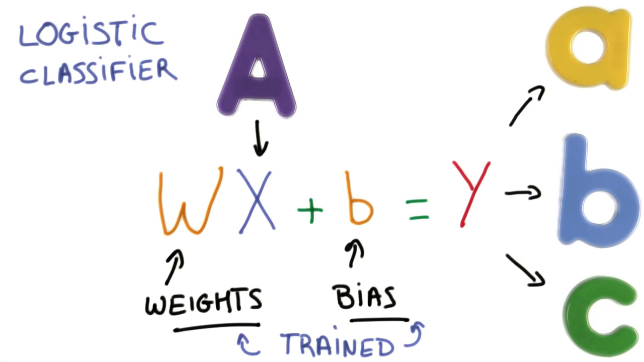 LOGISTIC
CLASSIFIER
A
a
WX + b = Y
b
WEIGHTS
BIAS
c
TRAINED